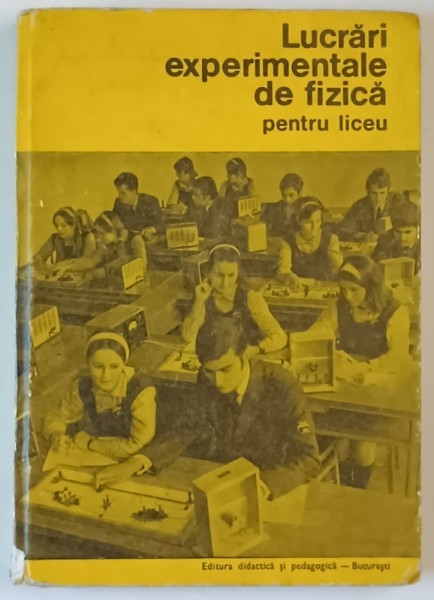 Lucrări
experimentale
de fizică
pentru liceu
Editura didactică și pedagogică — București